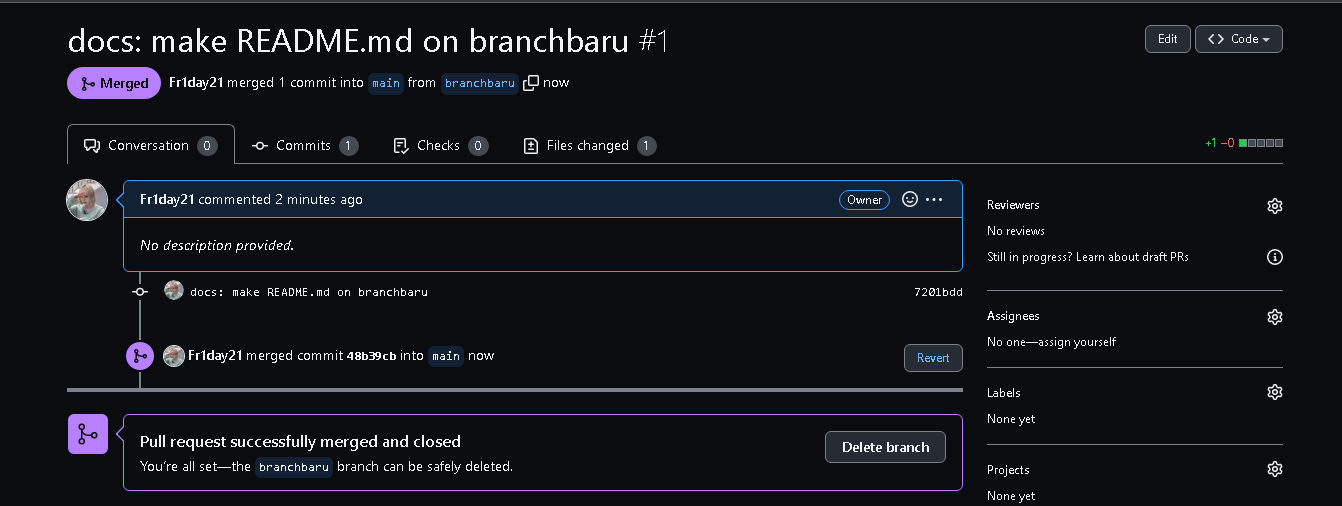 docs: make README.md on branchbaru #1
Edit
Code
Merged Fr1day21 merged 1 commit into main from branchbaru now
Conversation 0
Commits 1
Checks 0
Files changed 1
+1 −0
Fr1day21 commented 2 minutes ago
Owner
No description provided.
docs: make README.md on branchbaru
7201bdd
Fr1day21 merged commit 48b39cb into main now
Revert
Pull request successfully merged and closed
You're all set—the branchbaru branch can be safely deleted.
Delete branch
Reviewers
No reviews
Still in progress? Learn about draft PRs
Assignees
No one—assign yourself
Labels
None yet
Projects
None yet